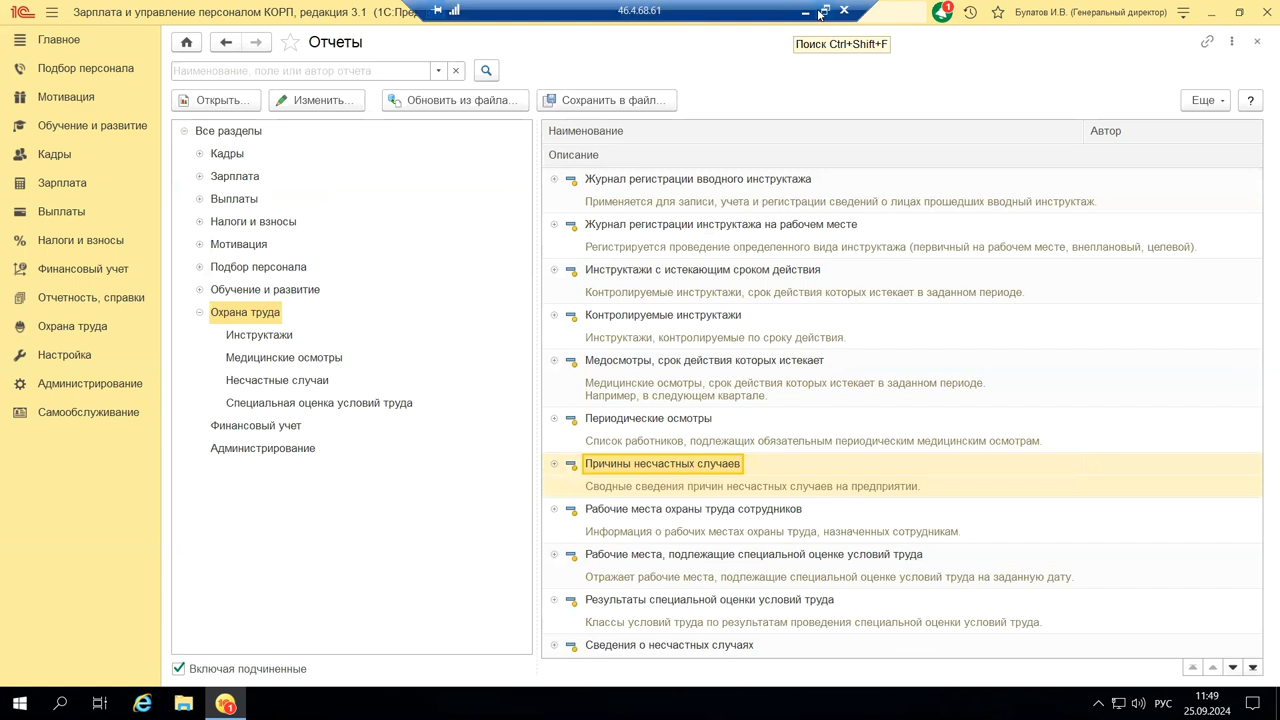 Зарплата и управление персоналом КОРП, редакция 3.1 (1С:Пре
46.4.68.61
1
Булатов И.В. (Генеральный директор)
Главное
Подбор персонала
Мотивация
Обучение и развитие
Кадры
Зарплата
Выплаты
Налоги и взносы
Финансовый учет
Отчетность, справки
Охрана труда
Настройка
Администрирование
Самообслуживание
Отчеты
Поиск Ctrl+Shift+F
Наименование, поле или автор отчета
Открыть...
Изменить...
Обновить из файла...
Сохранить в файл...
Еще
?
Все разделы
Кадры
Зарплата
Выплаты
Налоги и взносы
Мотивация
Подбор персонала
Обучение и развитие
Охрана труда
Инструктажи
Медицинские осмотры
Несчастные случаи
Специальная оценка условий труда
Финансовый учет
Администрирование
Включая подчиненные
Наименование
Автор
Описание
Журнал регистрации вводного инструктажа
Применяется для записи, учета и регистрации сведений о лицах прошедших вводный инструктаж.
Журнал регистрации инструктажа на рабочем месте
Регистрируется проведение определенного вида инструктажа (первичный на рабочем месте, внеплановый, целевой).
Инструктажи с истекающим сроком действия
Контролируемые инструктажи, срок действия которых истекает в заданном периоде.
Контролируемые инструктажи
Инструктажи, контролируемые по сроку действия.
Медосмотры, срок действия которых истекает
Медицинские осмотры, срок действия которых истекает в заданном периоде.
Например, в следующем квартале.
Периодические осмотры
Список работников, подлежащих обязательным периодическим медицинским осмотрам.
Причины несчастных случаев
Сводные сведения причин несчастных случаев на предприятии.
Рабочие места охраны труда сотрудников
Информация о рабочих местах охраны труда, назначенных сотрудникам.
Рабочие места, подлежащие специальной оценке условий труда
Отражает рабочие места, подлежащие специальной оценке условий труда на заданную дату.
Результаты специальной оценки условий труда
Классы условий труда по результатам проведения специальной оценки условий труда.
Сведения о несчастных случаях
1
РУС
11:49
25.09.2024